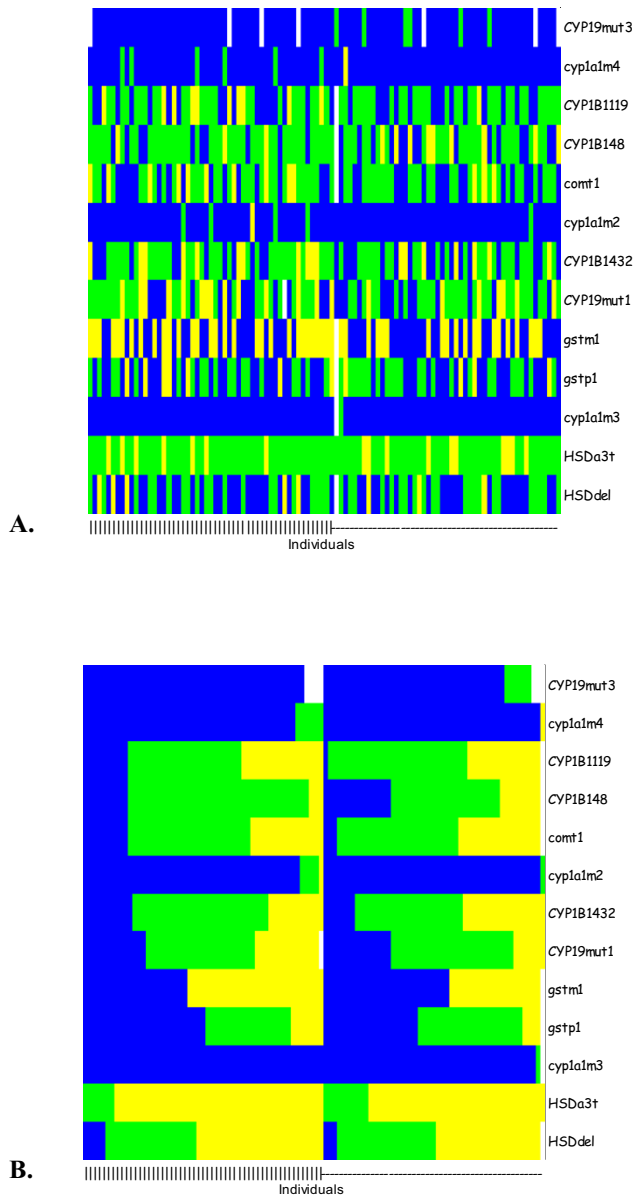 CYP19mut3
cyp1a1m4
CYP1B1119
CYP1B148
comt1
cyp1a1m2
CYP1B1432
CYP19mut1
gstm1
gstp1
cyp1a1m3
HSDa3t
HSDdel
A.
Individuals
CYP19mut3
cyp1a1m4
CYP1B1119
CYP1B148
comt1
cyp1a1m2
CYP1B1432
CYP19mut1
gstm1
gstp1
cyp1a1m3
HSDa3t
HSDdel
B.
Individuals